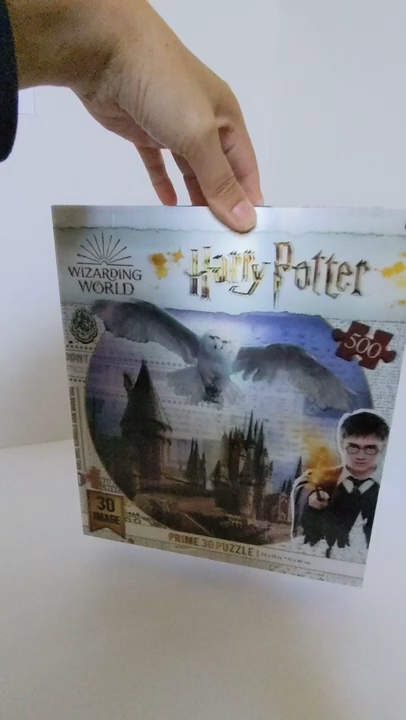 WIZARDING
WORLD
Harry Potter
500
3D
IMAGE
PRIME 3D PUZZLE